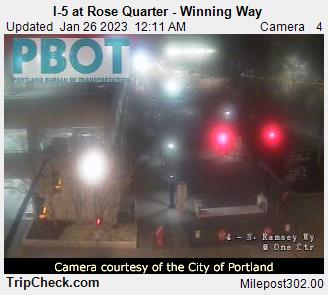 I-5 at Rose Quarter - Winning Way
Updated Jan 26 2023 12:11 AM Camera 4
PBOT
PORTLAND BUREAU OF TRANSPORTATION
4 - N. Ramsey Wy
@ One Ctr
Camera courtesy of the City of Portland
TripCheck.com Milepost302.00